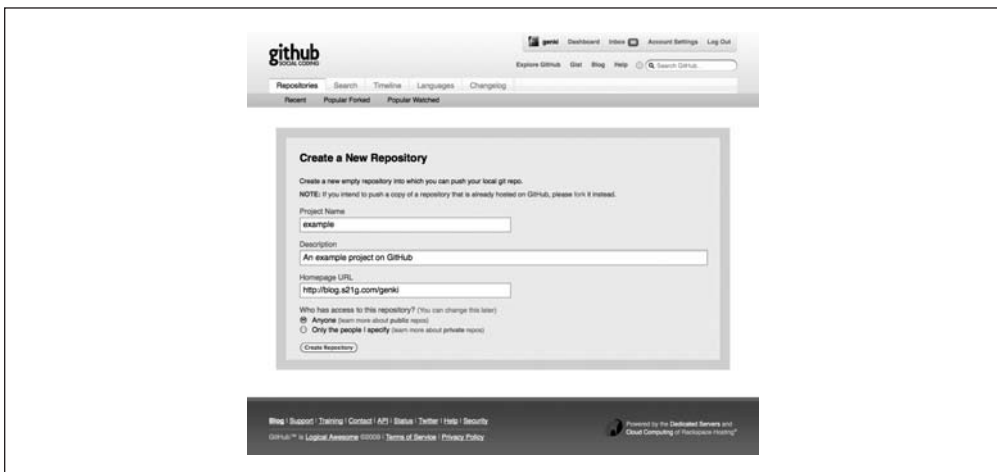 github
SOCIAL CODING
genki Dashboard Inbox Account Settings Log Out
Explore GitHub Gist Blog Help Search GitHub
Repositories Search Timeline Languages Changelog
Recent Popular Forked Popular Watched
Create a New Repository
Create a new empty repository into which you can push your local git repo.
NOTE: If you intend to push a copy of a repository that is already hosted on GitHub, please fork it instead.
Project Name
example
Description
An example project on GitHub
Homepage URL
http://blog.s21g.com/genki
Who has access to this repository? (You can change this later)
Anyone (learn more about public repos)
Only the people I specify (learn more about private repos)
Create Repository
Blog | Support | Training | Contact | API | Status | Twitter | Help | Security
GitHub™ is Logical Awesome ©2009 | Terms of Service | Privacy Policy
Powered by the Dedicated Servers and
Cloud Computing of Rackspace Hosting®